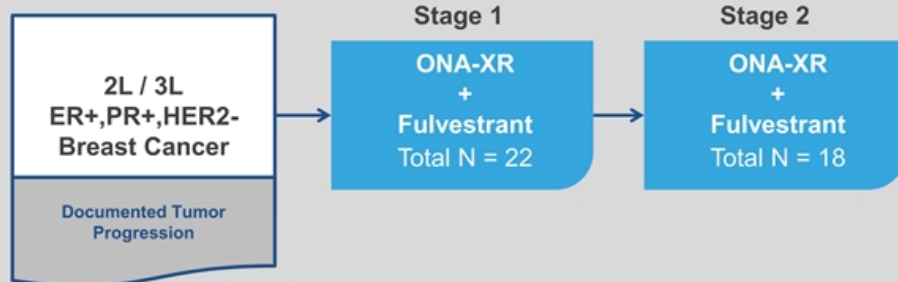 Stage 1
Stage 2
2L / 3L
ER+,PR+,HER2-
Breast Cancer
Documented Tumor
Progression
ONA-XR
+
Fulvestrant
Total N = 22
ONA-XR
+
Fulvestrant
Total N = 18